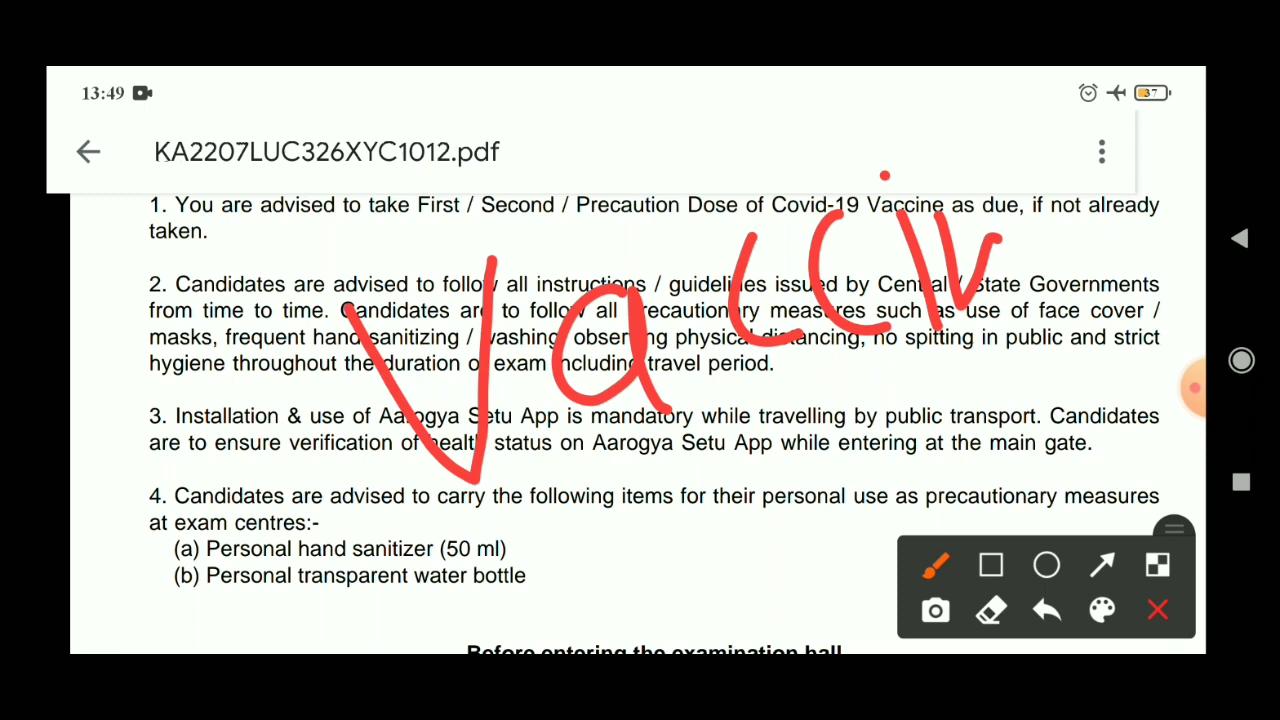 13:49
37
KA2207LUC326XYC1012.pdf
1. You are advised to take First / Second / Precaution Dose of Covid-19 Vaccine as due, if not already
taken.
2. Candidates are advised to follow all instructions / guidelines issued by Central / State Governments
from time to time. Candidates are to follow all precautionary measures such as use of face cover /
masks, frequent hand sanitizing / washing, observing physical distancing, no spitting in public and strict
hygiene throughout the duration of exam including travel period.
3. Installation & use of Aarogya Setu App is mandatory while travelling by public transport. Candidates
are to ensure verification of health status on Aarogya Setu App while entering at the main gate.
4. Candidates are advised to carry the following items for their personal use as precautionary measures
at exam centres:-
(a) Personal hand sanitizer (50 ml)
(b) Personal transparent water bottle
Before entering the examination hall
Vaccin